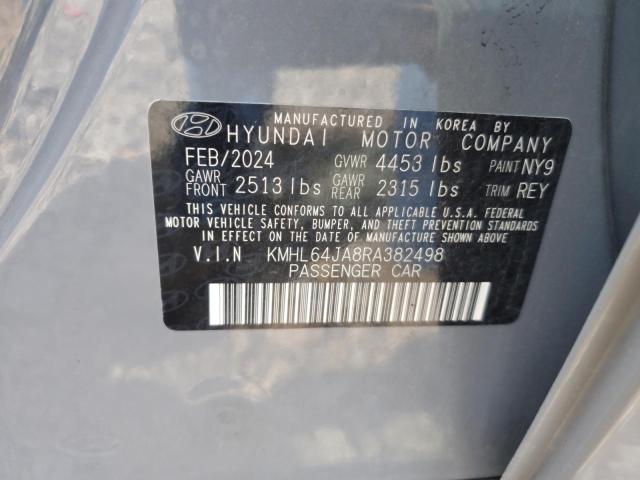 MANUFACTURED IN KOREA BY
HYUNDAI MOTOR COMPANY
FEB/2024 GVWR 4453 lbs PAINT NY9
GAWR FRONT 2513 lbs GAWR REAR 2315 lbs TRIM REY
THIS VEHICLE CONFORMS TO ALL APPLICABLE U.S.A. FEDERAL
MOTOR VEHICLE SAFETY, BUMPER, AND THEFT PREVENTION STANDARDS
IN EFFECT ON THE DATE OF MANUFACTURE SHOWN ABOVE.
V.I.N KMHL64JA8RA382498
PASSENGER CAR